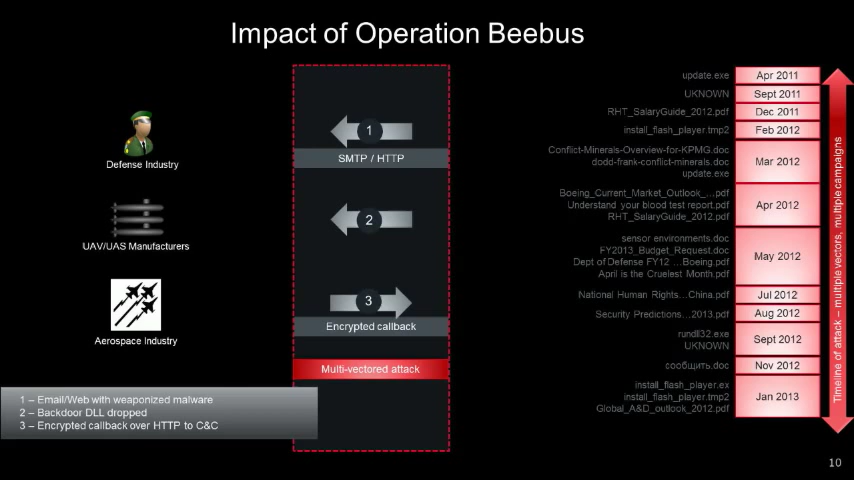 Impact of Operation Beebus
Defense Industry
UAV/UAS Manufacturers
Aerospace Industry
1
SMTP / HTTP
2
3
Encrypted callback
Multi-vectored attack
1 – Email/Web with weaponized malware
2 – Backdoor DLL dropped
3 – Encrypted callback over HTTP to C&C
update.exe
Apr 2011
UKNOWN
Sept 2011
RHT_SalaryGuide_2012.pdf
Dec 2011
install_flash_player.tmp2
Feb 2012
Conflict-Minerals-Overview-for-KPMG.doc
dodd-frank-conflict-minerals.doc
update.exe
Mar 2012
Boeing_Current_Market_Outlook_…pdf
Understand your blood test report.pdf
RHT_SalaryGuide_2012.pdf
Apr 2012
sensor environments.doc
FY2013_Budget_Request.doc
Dept of Defense FY12 …Boeing.pdf
April is the Cruelest Month.pdf
May 2012
National Human Rights…China.pdf
Jul 2012
Security Predictions…2013.pdf
Aug 2012
rundll32.exe
UKNOWN
Sept 2012
сообщить.doc
Nov 2012
install_flash_player.ex
install_flash_player.tmp2
Global_A&D_outlook_2012.pdf
Jan 2013
Timeline of attack – multiple vectors, multiple campaigns
10